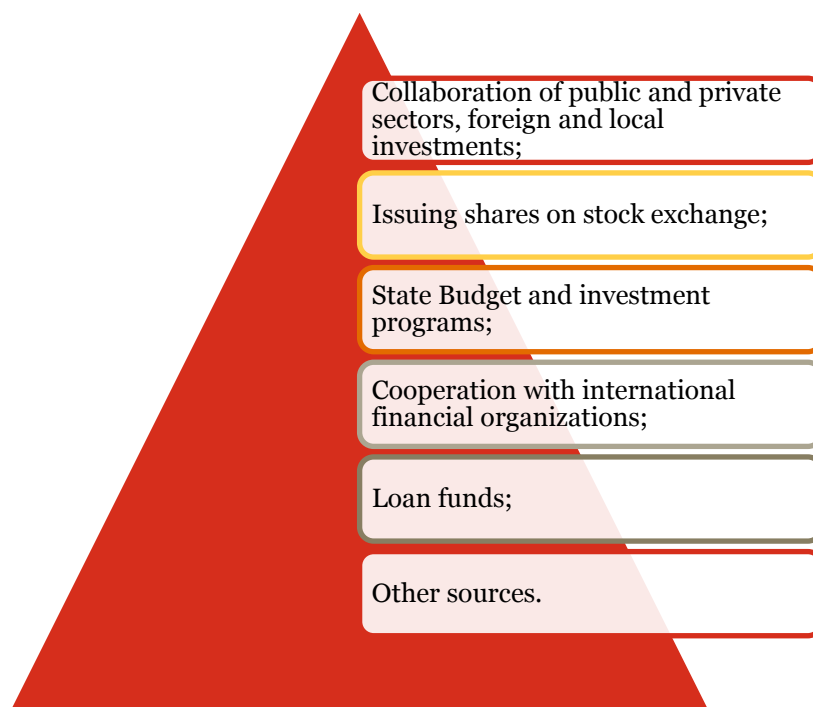 Collaboration of public and private
sectors, foreign and local
investments;
Issuing shares on stock exchange;
State Budget and investment
programs;
Cooperation with international
financial organizations;
Loan funds;
Other sources.